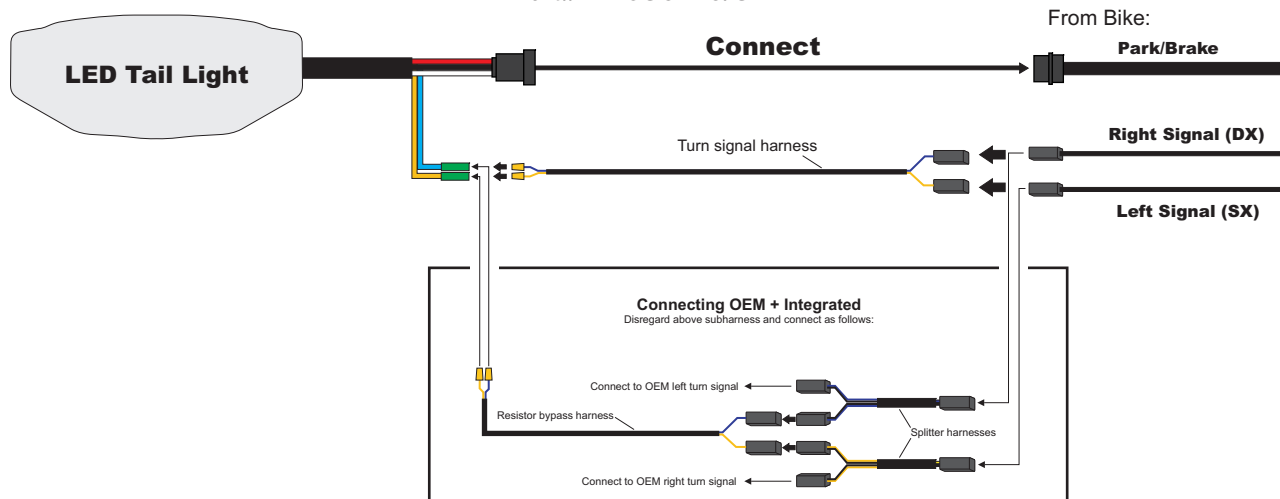 From Bike:
LED Tail Light
Connect
Park/Brake
Turn signal harness
Right Signal (DX)
Left Signal (SX)
Connecting OEM + Integrated
Disregard above subharness and connect as follows:
Connect to OEM left turn signal
Resistor bypass harness
Splitter harnesses
Connect to OEM right turn signal